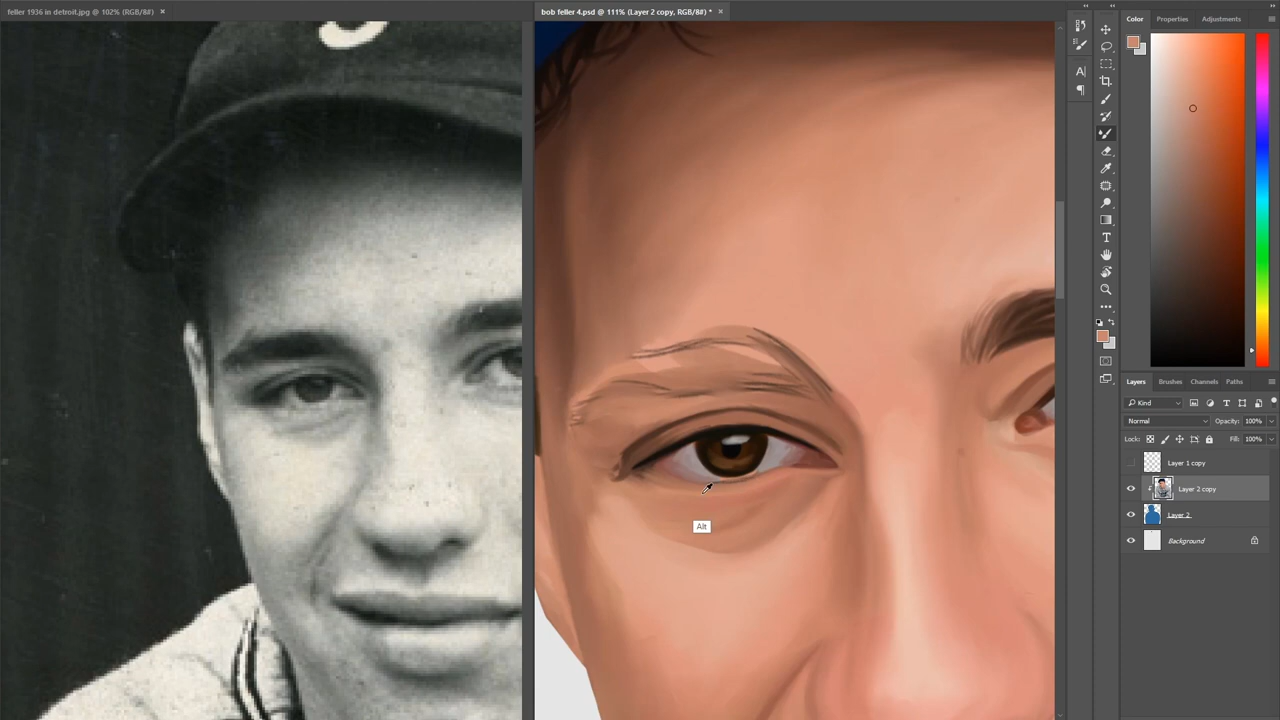 feller 1936 in detroit.jpg @ 102% (RGB/8#) ×
bob feller 4.psd @ 111% (Layer 2 copy, RGB/8#) * ×
Color
Properties
Adjustments
Alt
Layers
Brushes
Channels
Paths
Kind
Normal
Opacity: 100%
Lock:
Fill: 100%
Layer 1 copy
Layer 2 copy
Layer 2
Background